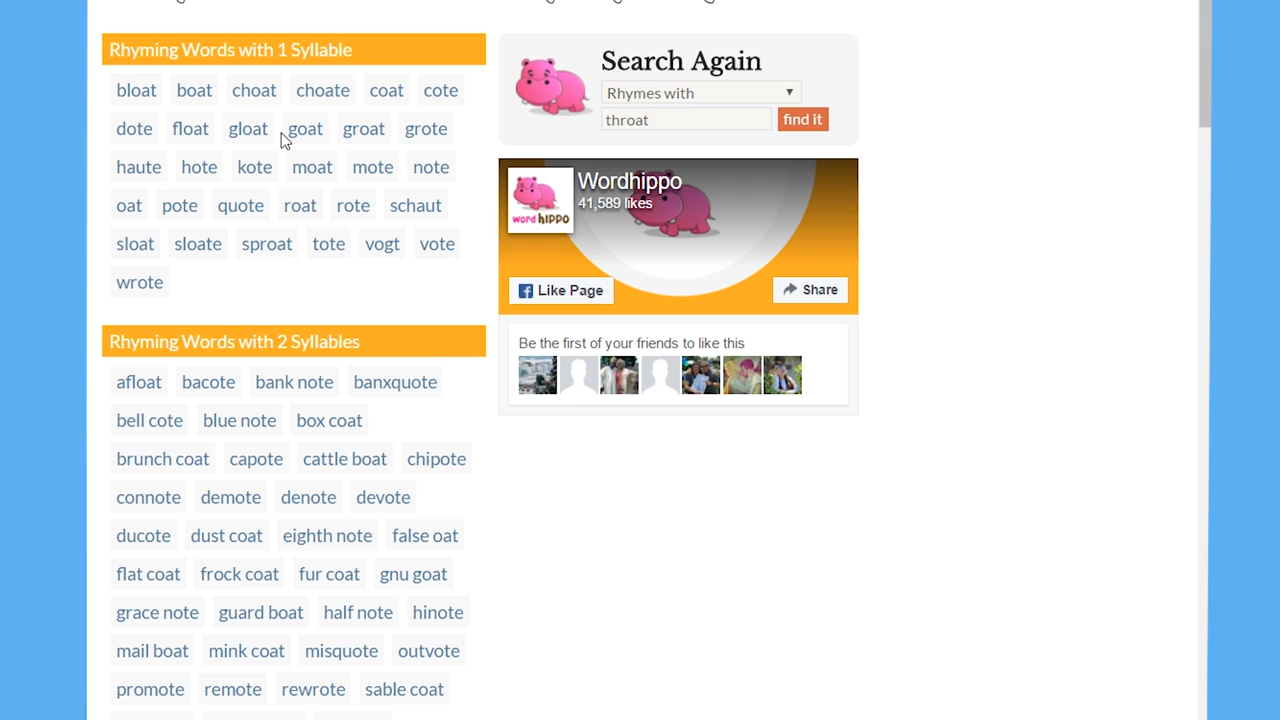 Rhyming Words with 1 Syllable
bloat boat choat choate coat cote
dote float gloat goat groat grote
haute hote kote moat mote note
oat pote quote roat rote schaut
sloat sloate sproat tote vogt vote
wrote
Rhyming Words with 2 Syllables
afloat bacote bank note banxquote
bell cote blue note box coat
brunch coat capote cattle boat chipote
connote demote denote devote
ducote dust coat eighth note false oat
flat coat frock coat fur coat gnu goat
grace note guard boat half note hinote
mail boat mink coat misquote outvote
promote remote rewrote sable coat
Search Again
Rhymes with
throat find it
Wordhippo
41,589 likes
word HIPPO
Like Page Share
Be the first of your friends to like this